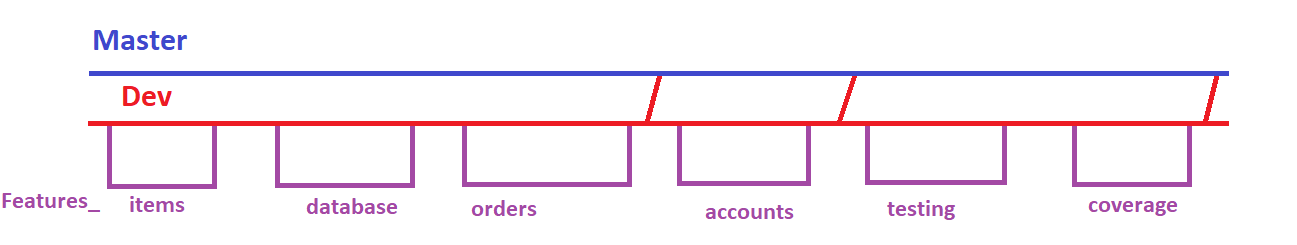 Master
Dev
Features_ items database orders accounts testing coverage